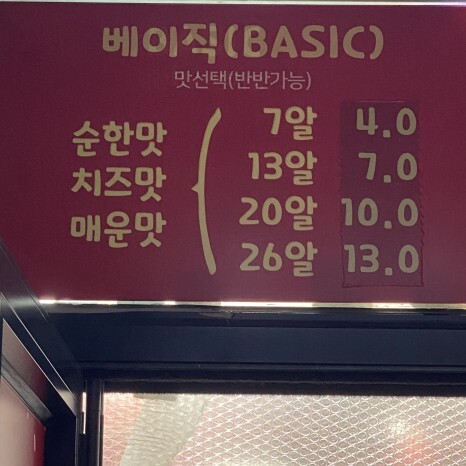 베이직(BASIC)
맛선택(반반가능)
순한맛
치즈맛
매운맛
7알 4.0
13알 7.0
20알 10.0
26알 13.0